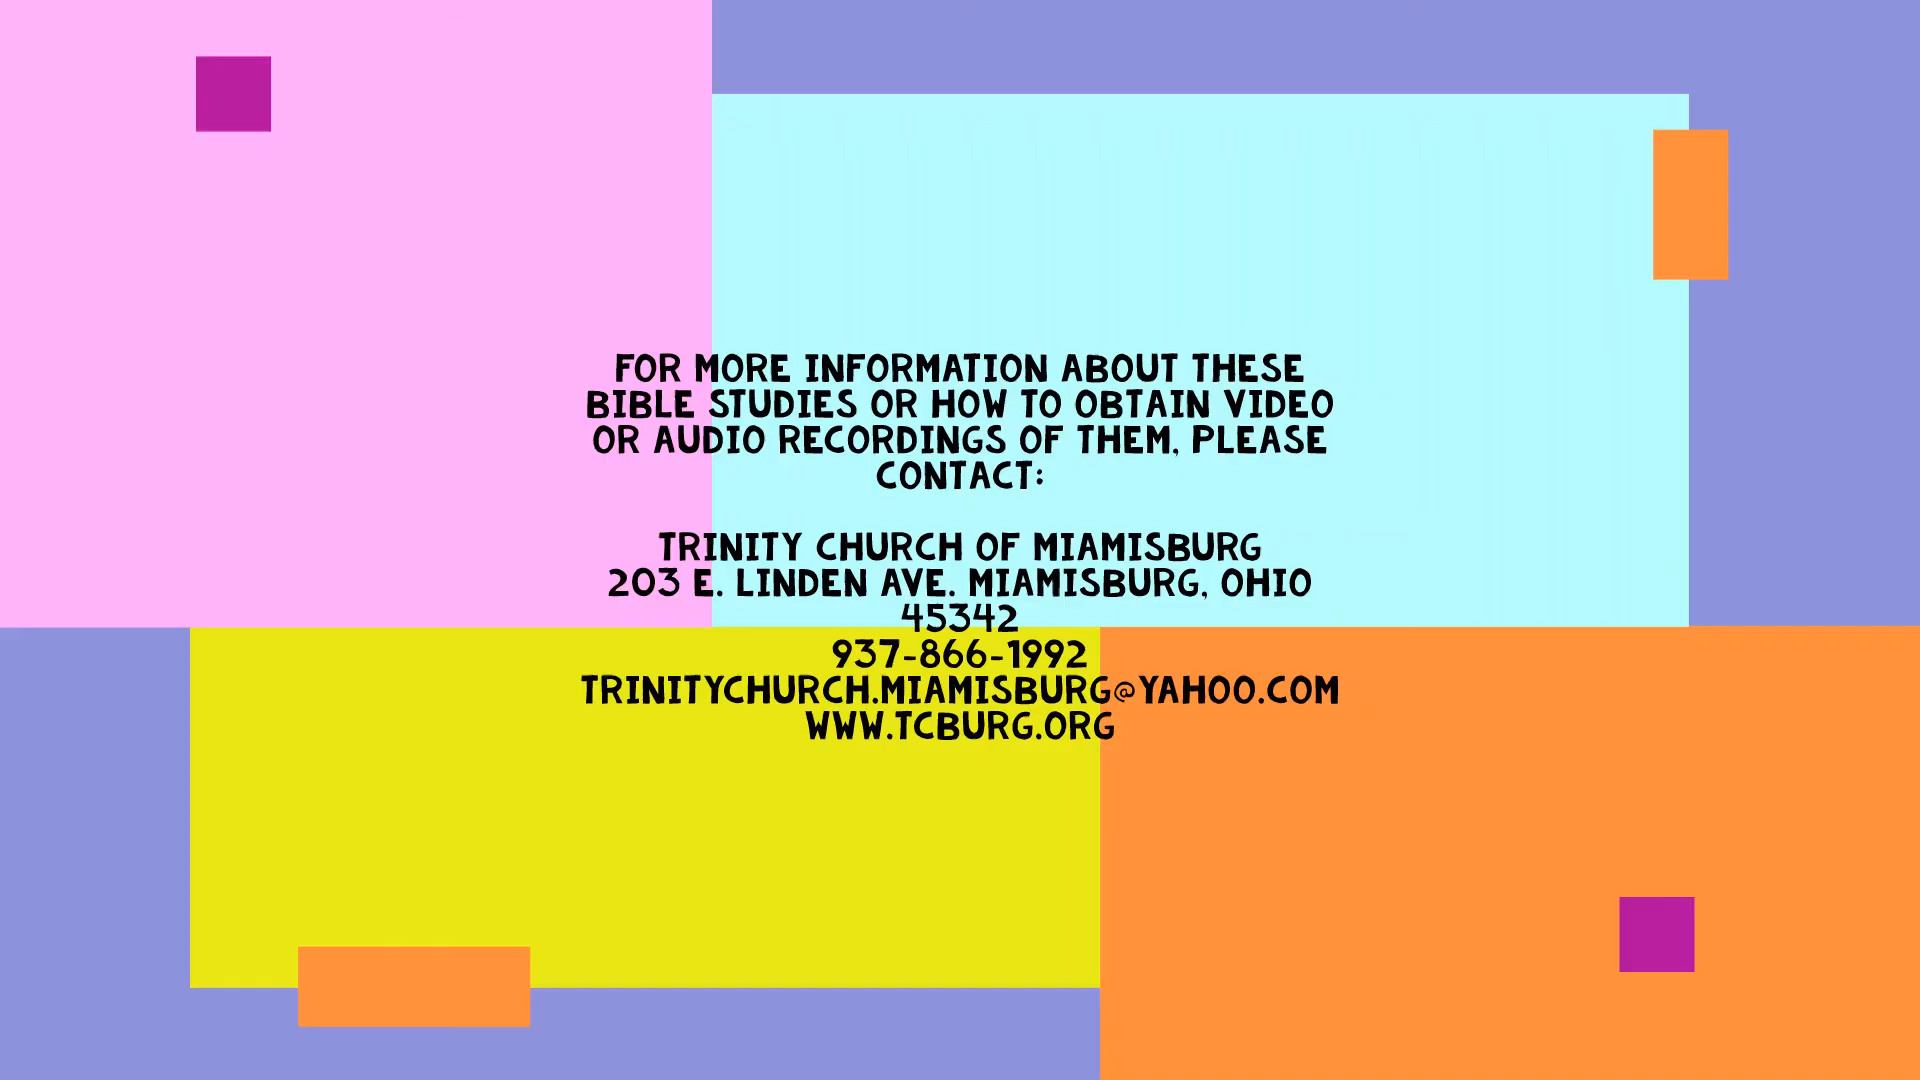 FOR MORE INFORMATION ABOUT THESE
BIBLE STUDIES OR HOW TO OBTAIN VIDEO
OR AUDIO RECORDINGS OF THEM, PLEASE
CONTACT:
TRINITY CHURCH OF MIAMISBURG
203 E. LINDEN AVE. MIAMISBURG, OHIO
45342
937-866-1992
TRINITYCHURCH.MIAMISBURG@YAHOO.COM
WWW.TCBURG.ORG